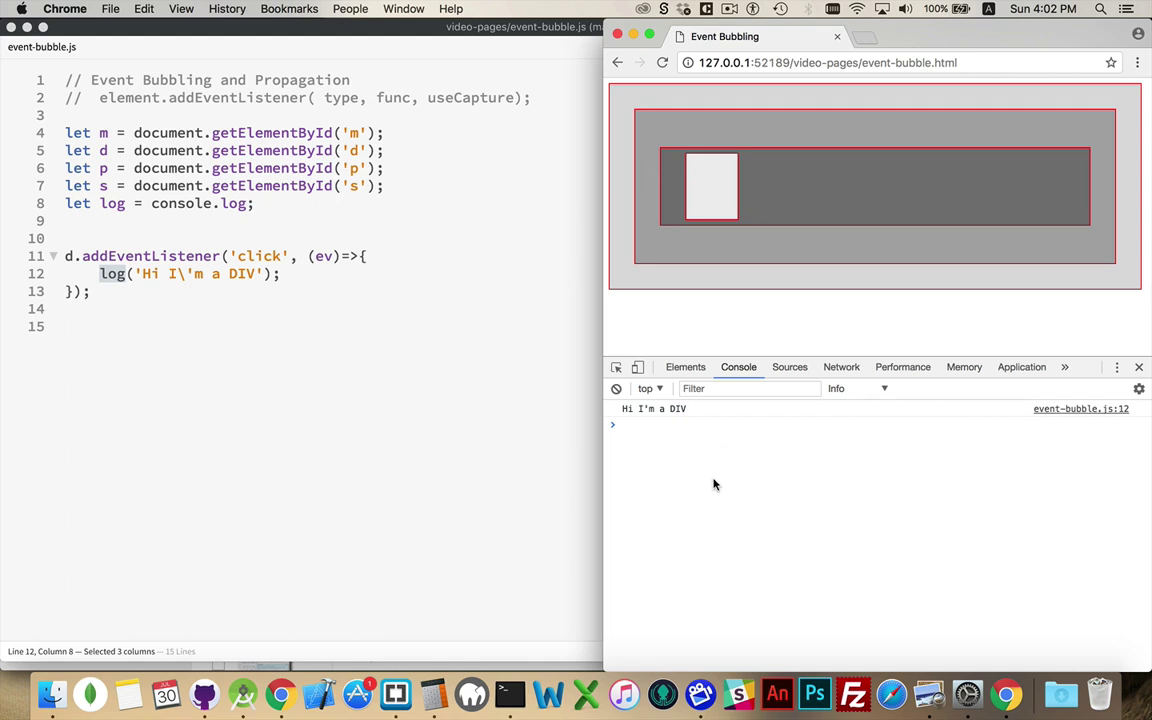 Chrome File Edit View History Bookmarks People Window Help
100% A Sun 4:02 PM
video-pages/event-bubble.js (m
event-bubble.js
1 // Event Bubbling and Propagation
2 //  element.addEventListener( type, func, useCapture);
3
4 let m = document.getElementById('m');
5 let d = document.getElementById('d');
6 let p = document.getElementById('p');
7 let s = document.getElementById('s');
8 let log = console.log;
9
10
11 d.addEventListener('click', (ev)=>{
12     log('Hi I\'m a DIV');
13 });
14
15
Line 12, Column 8 — Selected 3 columns — 15 Lines
Event Bubbling
127.0.0.1:52189/video-pages/event-bubble.html
Elements Console Sources Network Performance Memory Application »
top Filter Info
Hi I'm a DIV event-bubble.js:12
>
JUL 30 1 W X S An Ps Fz